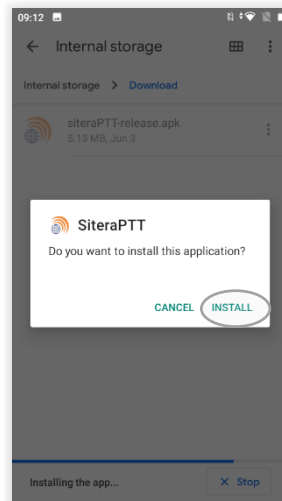 09:12
Internal storage
Internal storage > Download
siteraPTT-release.apk
5.13 MB, Jun 3
SiteraPTT
Do you want to install this application?
CANCEL INSTALL
Installing the app... × Stop